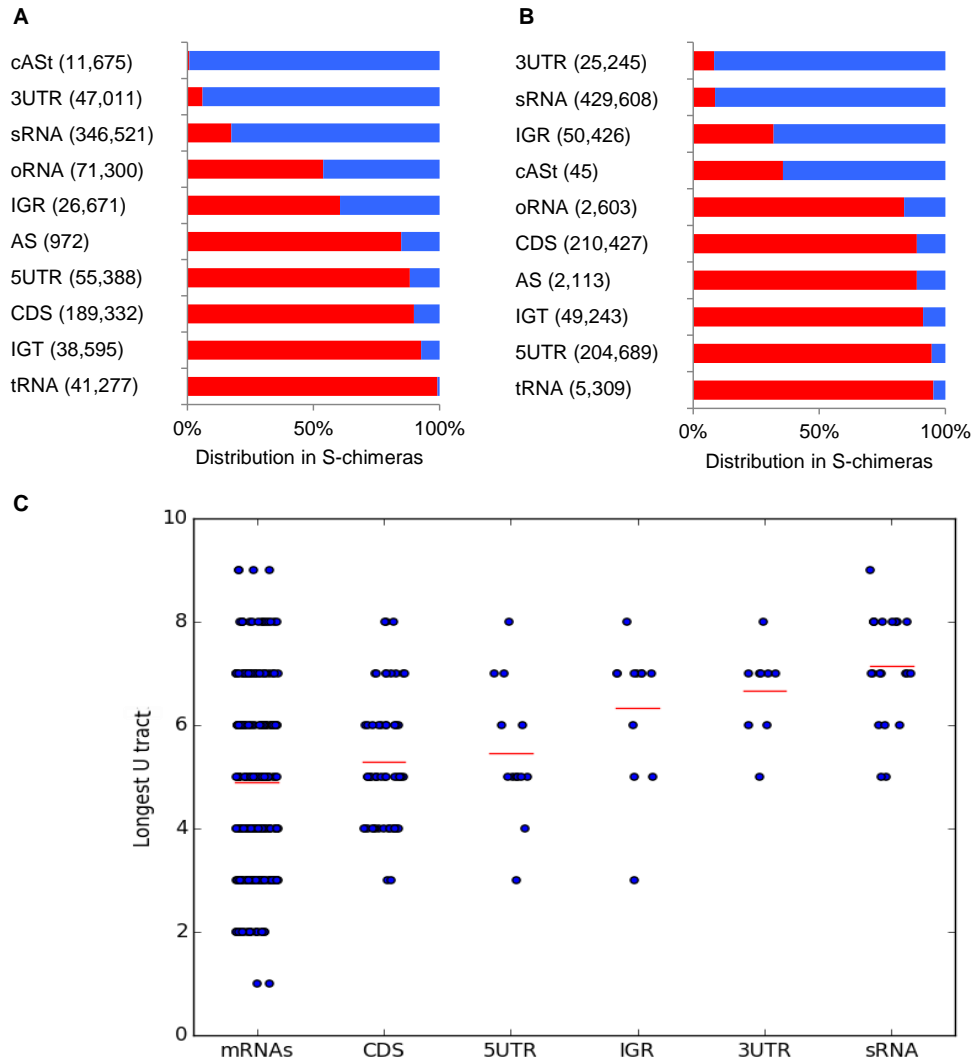 A
cASt (11,675)
3UTR (47,011)
sRNA (346,521)
oRNA (71,300)
IGR (26,671)
AS (972)
5UTR (55,388)
CDS (189,332)
IGT (38,595)
tRNA (41,277)
0% 50% 100%
Distribution in S-chimeras
B
3UTR (25,245)
sRNA (429,608)
IGR (50,426)
cASt (45)
oRNA (2,603)
CDS (210,427)
AS (2,113)
IGT (49,243)
5UTR (204,689)
tRNA (5,309)
0% 50% 100%
Distribution in S-chimeras
C
Longest U tract
10
8
6
4
2
0
mRNAs CDS 5UTR IGR 3UTR sRNA